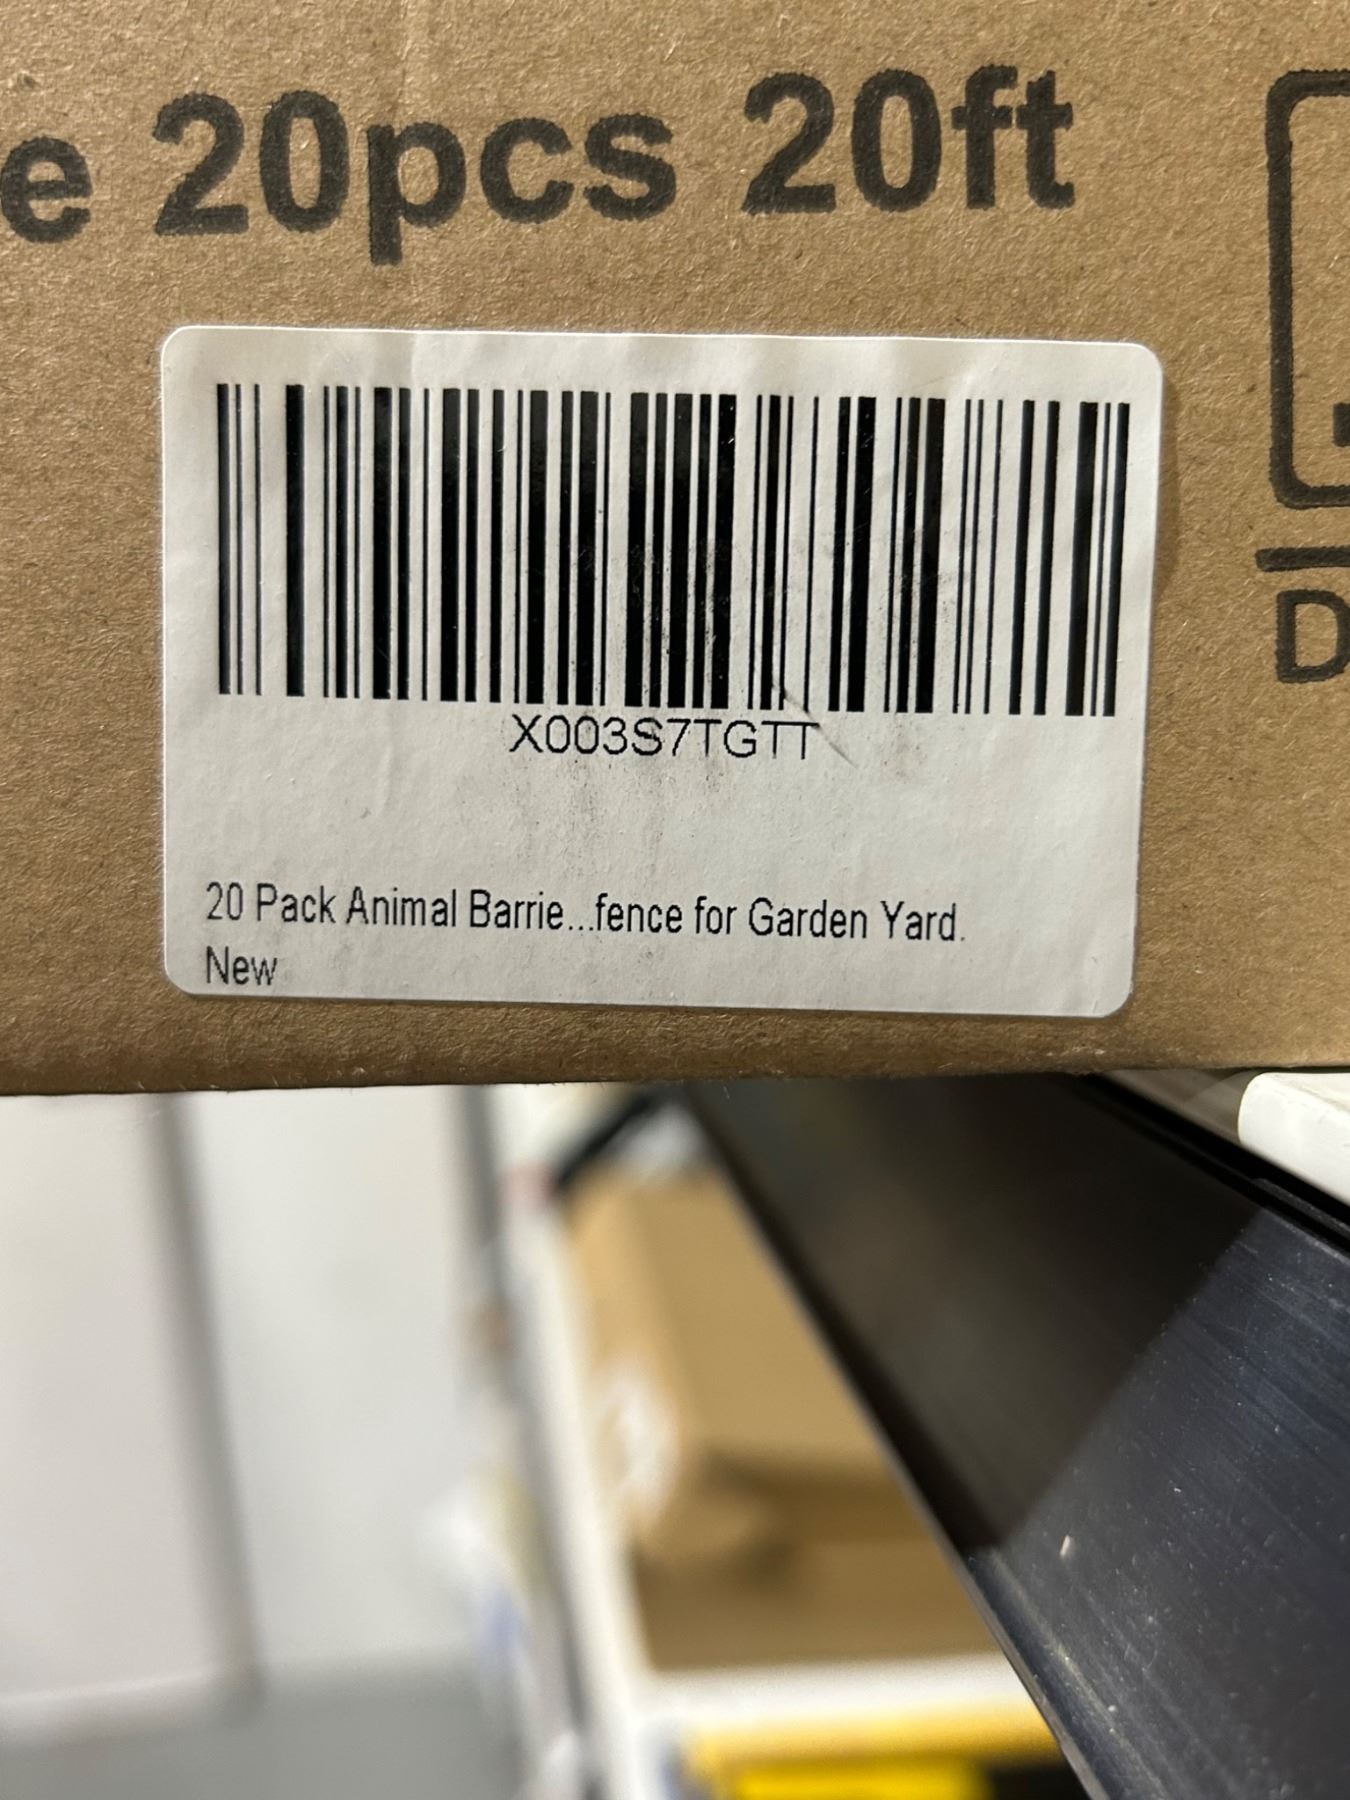 e 20pcs 20ft
X003S7TGTT
20 Pack Animal Barrie...fence for Garden Yard.
New
D